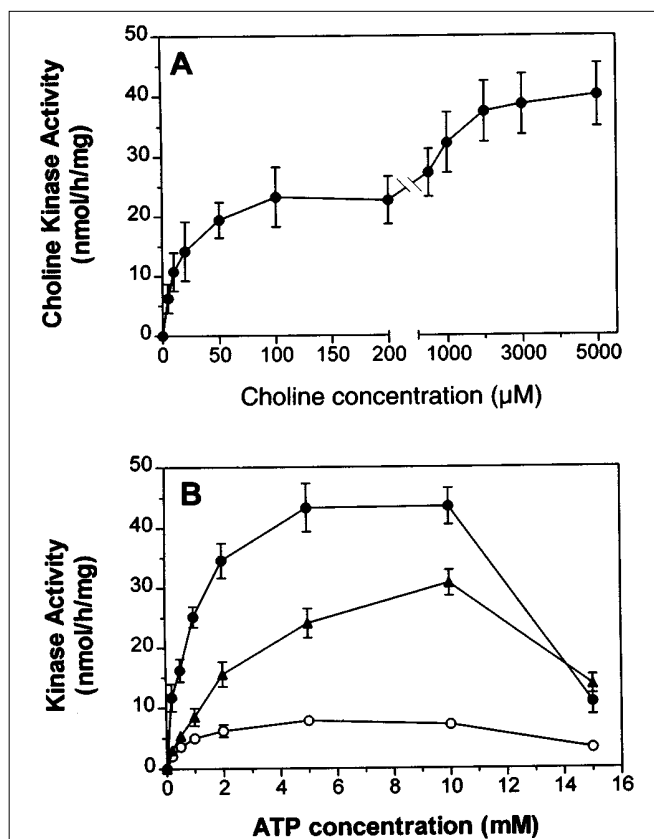 A
50
40
30
20
10
0
Choline Kinase Activity
(nmol/h/mg)
0 50 100 150 200 1000 3000 5000
Choline concentration (µM)
B
50
40
30
20
10
0
Kinase Activity
(nmol/h/mg)
0 2 4 6 8 10 12 14 16
ATP concentration (mM)